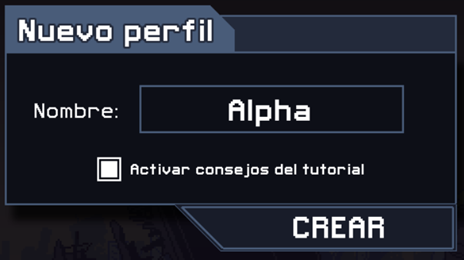 Nuevo perfil
Nombre: Alpha
Activar consejos del tutorial
CREAR